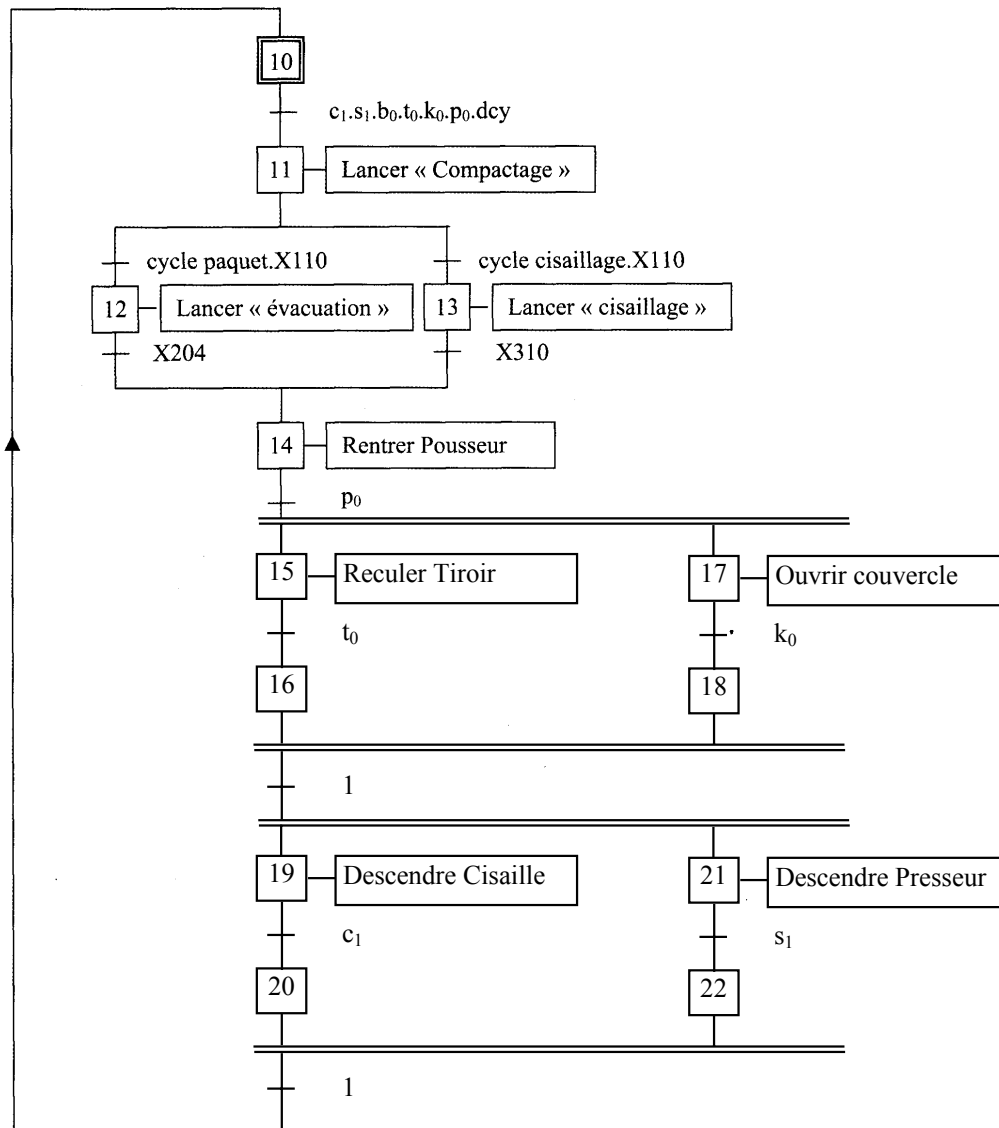 10
c₁.s₁.b₀.t₀.k₀.p₀.dcy
11 Lancer « Compactage »
cycle paquet.X110 cycle cisaillage.X110
12 Lancer « évacuation » 13 Lancer « cisaillage »
X204 X310
14 Rentrer Pousseur
p₀
15 Reculer Tiroir 17 Ouvrir couvercle
t₀ k₀
16 18
1
19 Descendre Cisaille 21 Descendre Presseur
c₁ s₁
20 22
1